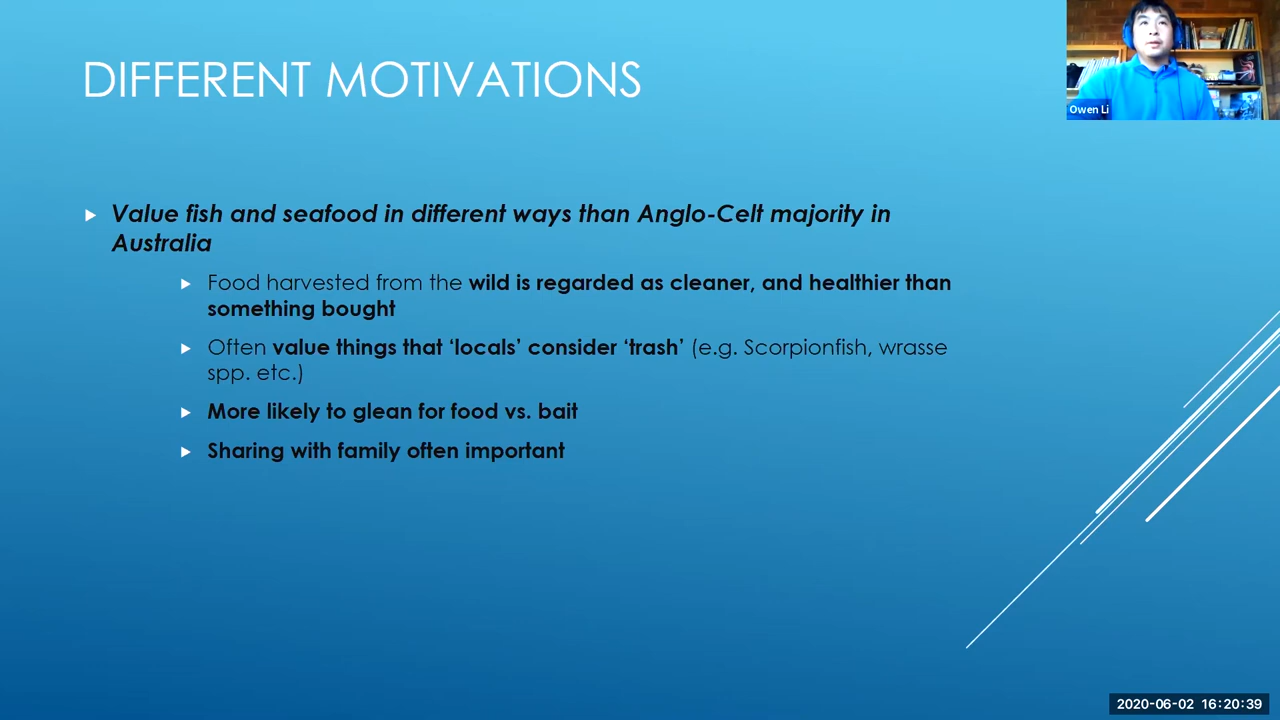 DIFFERENT MOTIVATIONS
Owen Li
Value fish and seafood in different ways than Anglo-Celt majority in
Australia
Food harvested from the wild is regarded as cleaner, and healthier than
something bought
Often value things that ‘locals’ consider ‘trash’ (e.g. Scorpionfish, wrasse
spp. etc.)
More likely to glean for food vs. bait
Sharing with family often important
2020-06-02 16:20:39